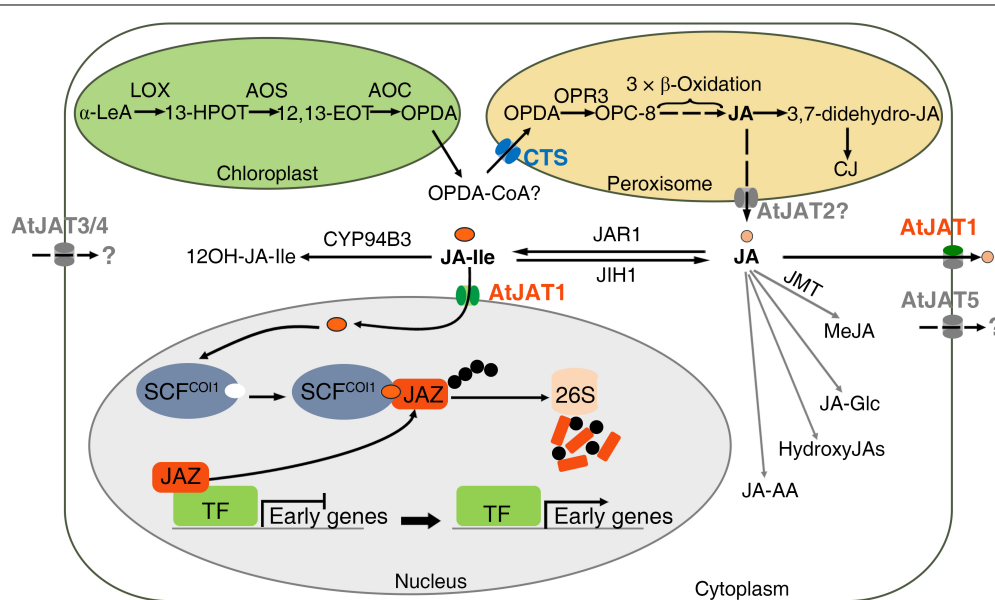 LOX
AOS
AOC
α-LeA
13-HPOT
12,13-EOT
OPDA
Chloroplast
3 × β-Oxidation
OPR3
OPDA
OPC-8
JA
3,7-didehydro-JA
CJ
CTS
Peroxisome
OPDA-CoA?
AtJAT2?
AtJAT3/4
?
AtJAT1
12OH-JA-Ile
CYP94B3
JA-Ile
JAR1
JIH1
JA
JMT
AtJAT5
?
AtJAT1
MeJA
SCFCOI1
SCFCOI1
JAZ
26S
JA-Glc
HydroxyJAs
JAZ
JA-AA
TF
Early genes
TF
Early genes
Nucleus
Cytoplasm